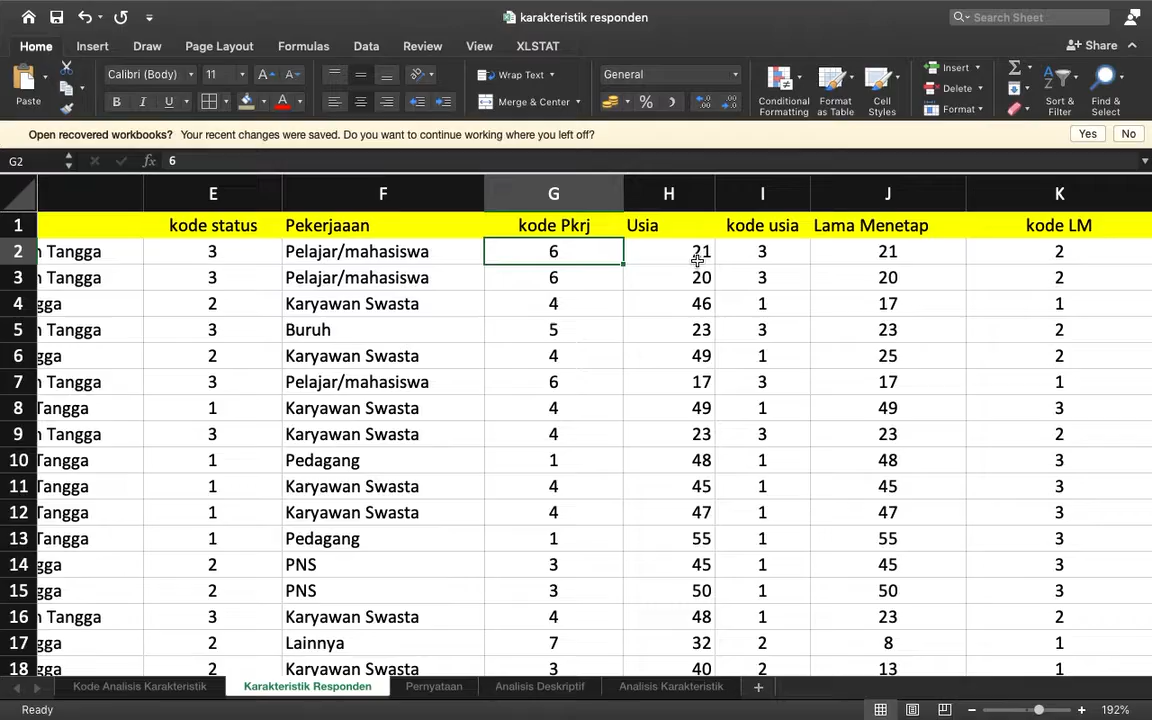 karakteristik responden
Search Sheet
Home Insert Draw Page Layout Formulas Data Review View XLSTAT Share
Paste Calibri (Body) 11 Wrap Text General Conditional Formatting Format as Table Cell Styles Insert Sort & Filter Find & Select
B I U A Merge & Center % Delete
Format
Open recovered workbooks? Your recent changes were saved. Do you want to continue working where you left off? Yes No
G2 fx 6
E F G H I J K
1 kode status Pekerjaaan kode Pkrj Usia kode usia Lama Menetap kode LM
2 Tangga 3 Pelajar/mahasiswa 6 21 3 21 2
3 Tangga 3 Pelajar/mahasiswa 6 20 3 20 2
4 gga 2 Karyawan Swasta 4 46 1 17 1
5 Tangga 3 Buruh 5 23 3 23 2
6 gga 2 Karyawan Swasta 4 49 1 25 2
7 Tangga 3 Pelajar/mahasiswa 6 17 3 17 1
8 Tangga 1 Karyawan Swasta 4 49 1 49 3
9 Tangga 3 Karyawan Swasta 4 23 3 23 2
10 Tangga 1 Pedagang 1 48 1 48 3
11 Tangga 1 Karyawan Swasta 4 45 1 45 3
12 Tangga 1 Karyawan Swasta 4 47 1 47 3
13 Tangga 1 Pedagang 1 55 1 55 3
14 gga 2 PNS 3 45 1 45 3
15 gga 2 PNS 3 50 1 50 3
16 Tangga 3 Karyawan Swasta 4 48 1 23 2
17 gga 2 Lainnya 7 32 2 8 1
18 gga 2 Karyawan Swasta 3 40 2 13 1
Kode Analisis Karakteristik Karakteristik Responden Pernyataan Analisis Deskriptif Analisis Karakteristik
Ready 192%